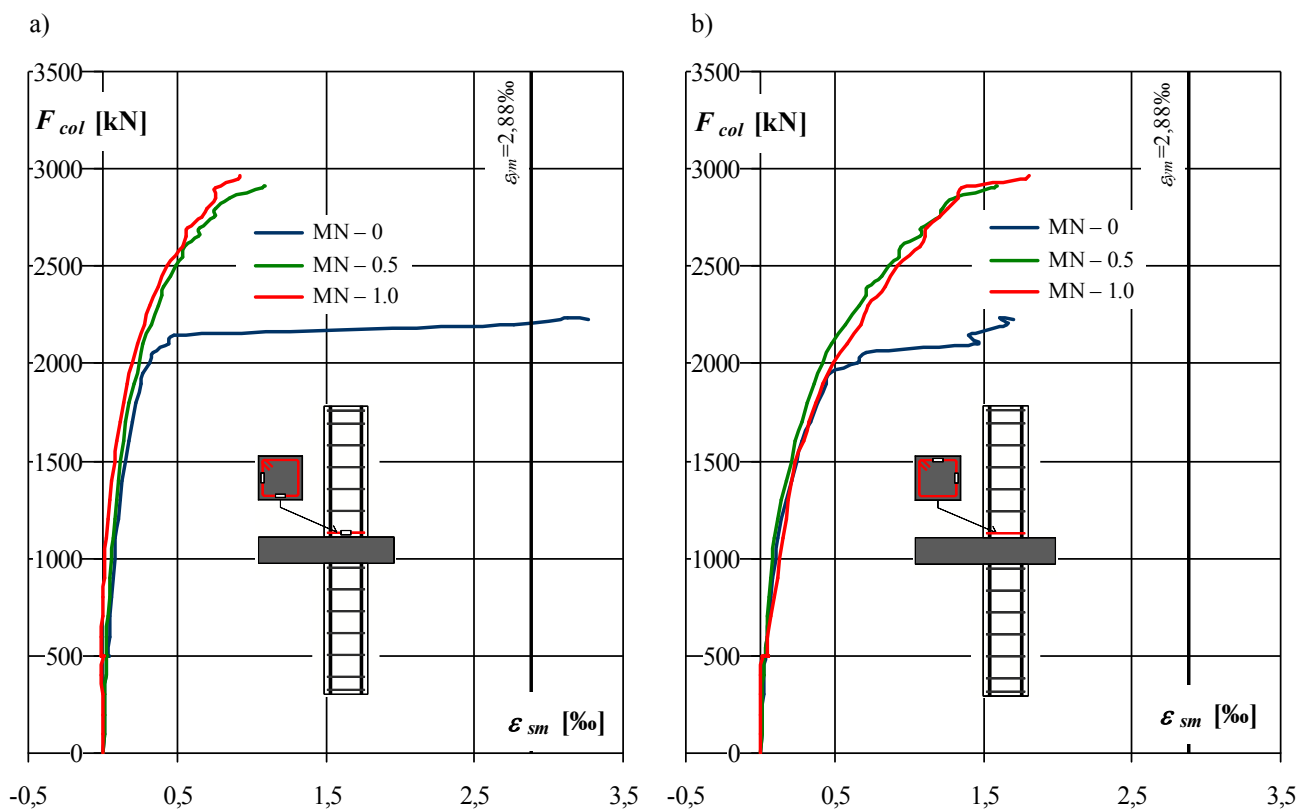 a)
3500
3000
2500
2000
1500
1000
500
0
F col [kN]
εym=2,88‰
MN – 0
MN – 0.5
MN – 1.0
ε sm [‰]
-0,5
0,5
1,5
2,5
3,5
b)
3500
3000
2500
2000
1500
1000
500
0
F col [kN]
εym=2,88‰
MN – 0
MN – 0.5
MN – 1.0
ε sm [‰]
-0,5
0,5
1,5
2,5
3,5